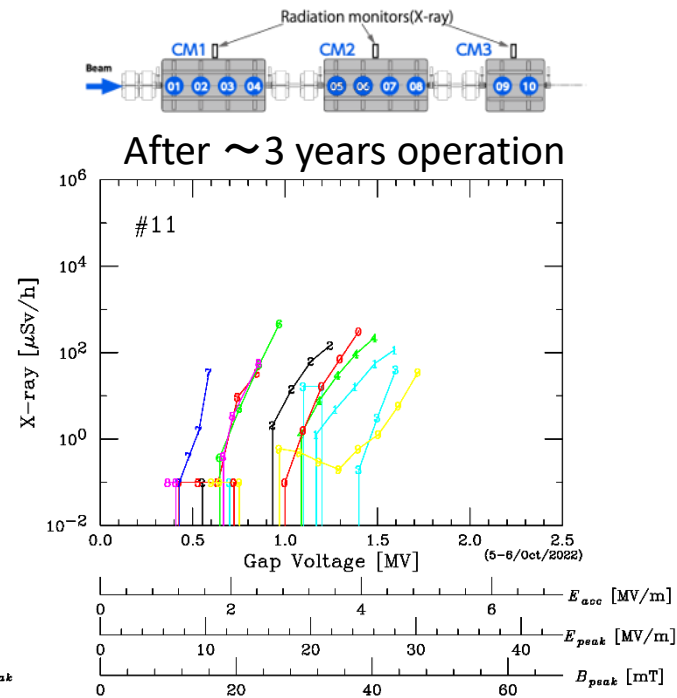 Radiation monitors(X-ray)
CM1 CM2 CM3
Beam
01 02 03 04 05 06 07 08 09 10
After ～3 years operation
#11
X-ray [μSv/h]
10^6
10^4
10^2
10^0
10^-2
0.0 0.5 1.0 1.5 2.0 2.5
Gap Voltage [MV]
(5-6/Oct/2022)
0 2 4 6 E_acc [MV/m]
0 10 20 30 40 E_peak [MV/m]
0 20 40 60 B_peak [mT]